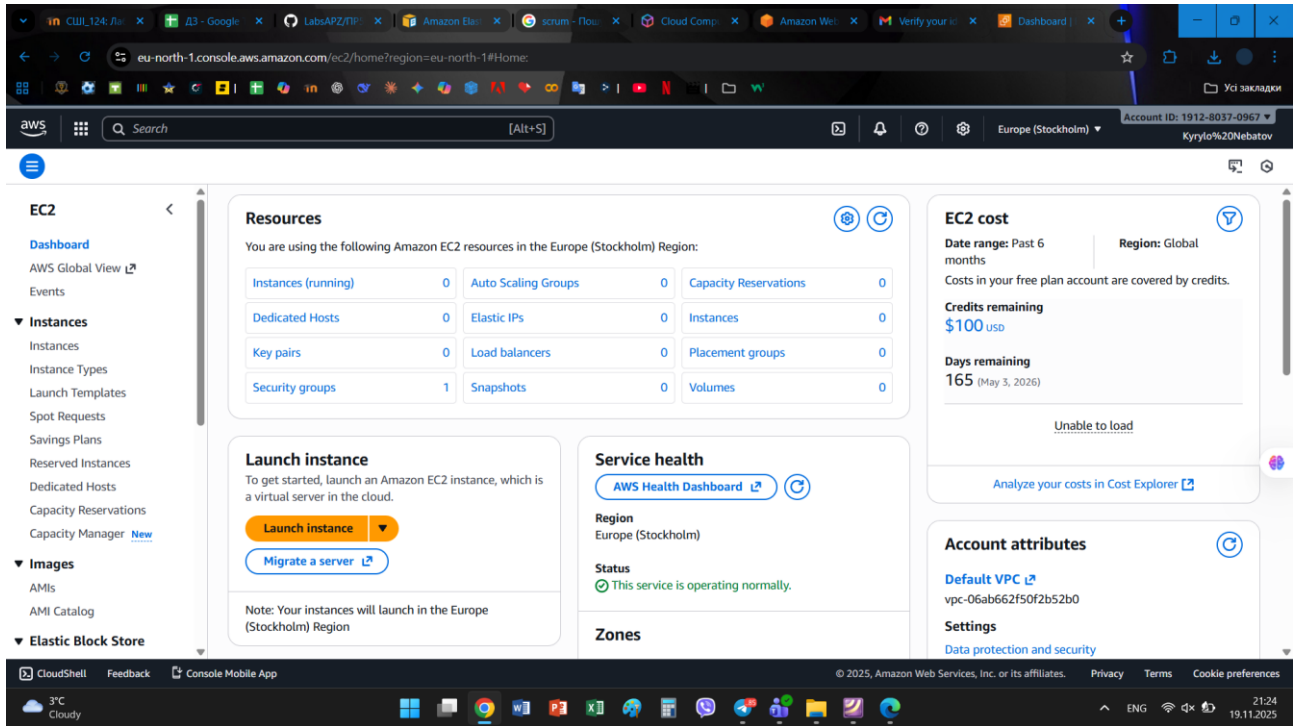 СШІ_124: Ла
ДЗ - Google
LabsAPZ/ПР
Amazon Elas
scrum - Пош
Cloud Comp
Amazon Web
Verify your id
Dashboard |
eu-north-1.console.aws.amazon.com/ec2/home?region=eu-north-1#Home:
Усі закладки
aws
Search
[Alt+S]
Europe (Stockholm)
Account ID: 1912-8037-0967
Kyrylo%20Nebatov
EC2
Dashboard
AWS Global View
Events
Instances
Instances
Instance Types
Launch Templates
Spot Requests
Savings Plans
Reserved Instances
Dedicated Hosts
Capacity Reservations
Capacity Manager New
Images
AMIs
AMI Catalog
Elastic Block Store
Resources
You are using the following Amazon EC2 resources in the Europe (Stockholm) Region:
Instances (running) 0 Auto Scaling Groups 0 Capacity Reservations 0
Dedicated Hosts 0 Elastic IPs 0 Instances 0
Key pairs 0 Load balancers 0 Placement groups 0
Security groups 1 Snapshots 0 Volumes 0
Launch instance
To get started, launch an Amazon EC2 instance, which is
a virtual server in the cloud.
Launch instance
Migrate a server
Note: Your instances will launch in the Europe
(Stockholm) Region
Service health
AWS Health Dashboard
Region
Europe (Stockholm)
Status
This service is operating normally.
Zones
EC2 cost
Date range: Past 6
months
Region: Global
Costs in your free plan account are covered by credits.
Credits remaining
$100 USD
Days remaining
165 (May 3, 2026)
Unable to load
Analyze your costs in Cost Explorer
Account attributes
Default VPC
vpc-06ab662f50f2b52b0
Settings
Data protection and security
CloudShell Feedback Console Mobile App
© 2025, Amazon Web Services, Inc. or its affiliates. Privacy Terms Cookie preferences
3°C
Cloudy
ENG
21:24
19.11.2025